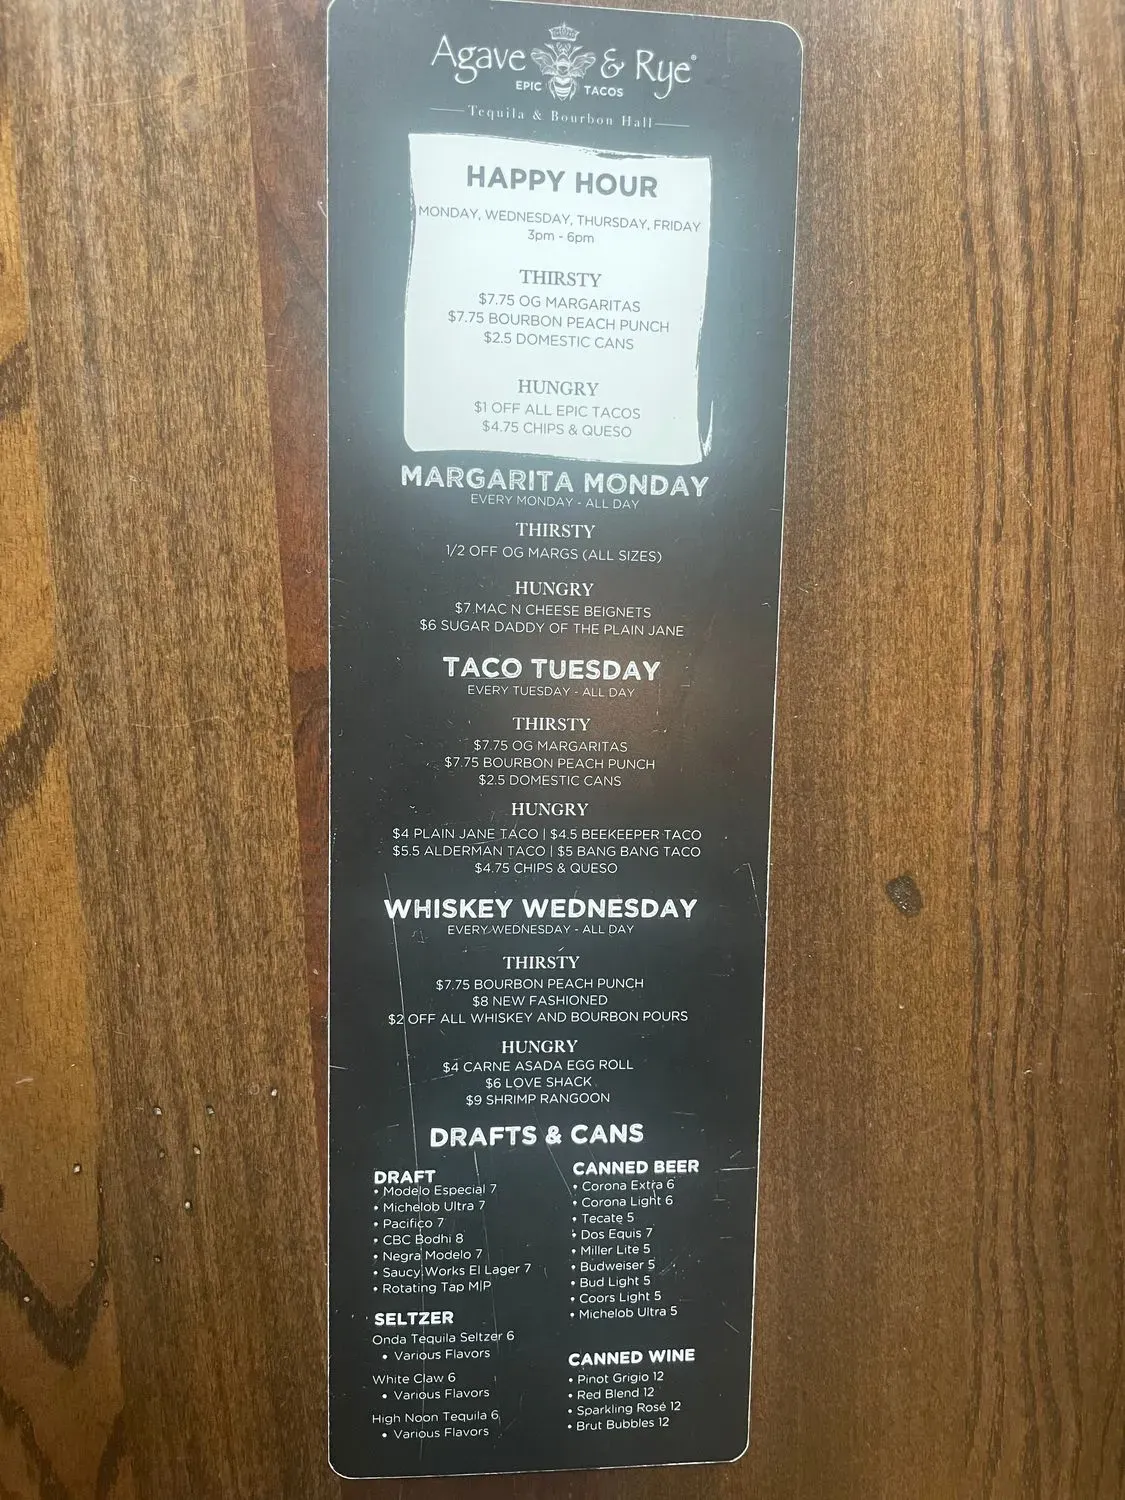 Agave & Rye®
EPIC TACOS
Tequila & Bourbon Hall
HAPPY HOUR
MONDAY, WEDNESDAY, THURSDAY, FRIDAY
3pm - 6pm
THIRSTY
$7.75 OG MARGARITAS
$7.75 BOURBON PEACH PUNCH
$2.5 DOMESTIC CANS
HUNGRY
$1 OFF ALL EPIC TACOS
$4.75 CHIPS & QUESO
MARGARITA MONDAY
EVERY MONDAY - ALL DAY
THIRSTY
1/2 OFF OG MARGS (ALL SIZES)
HUNGRY
$7 MAC N CHEESE BEIGNETS
$6 SUGAR DADDY OF THE PLAIN JANE
TACO TUESDAY
EVERY TUESDAY - ALL DAY
THIRSTY
$7.75 OG MARGARITAS
$7.75 BOURBON PEACH PUNCH
$2.5 DOMESTIC CANS
HUNGRY
$4 PLAIN JANE TACO | $4.5 BEEKEEPER TACO
$5.5 ALDERMAN TACO | $5 BANG BANG TACO
$4.75 CHIPS & QUESO
WHISKEY WEDNESDAY
EVERY WEDNESDAY - ALL DAY
THIRSTY
$7.75 BOURBON PEACH PUNCH
$8 NEW FASHIONED
$2 OFF ALL WHISKEY AND BOURBON POURS
HUNGRY
$4 CARNE ASADA EGG ROLL
$6 LOVE SHACK
$9 SHRIMP RANGOON
DRAFTS & CANS
DRAFT
• Modelo Especial 7
• Michelob Ultra 7
• Pacifico 7
• CBC Bodhi 8
• Negra Modelo 7
• Saucy Works El Lager 7
• Rotating Tap M|P
SELTZER
Onda Tequila Seltzer 6
• Various Flavors
White Claw 6
• Various Flavors
High Noon Tequila 6
• Various Flavors
CANNED BEER
• Corona Extra 6
• Corona Light 6
• Tecate 5
• Dos Equis 7
• Miller Lite 5
• Budweiser 5
• Bud Light 5
• Coors Light 5
• Michelob Ultra 5
CANNED WINE
• Pinot Grigio 12
• Red Blend 12
• Sparkling Rosé 12
• Brut Bubbles 12